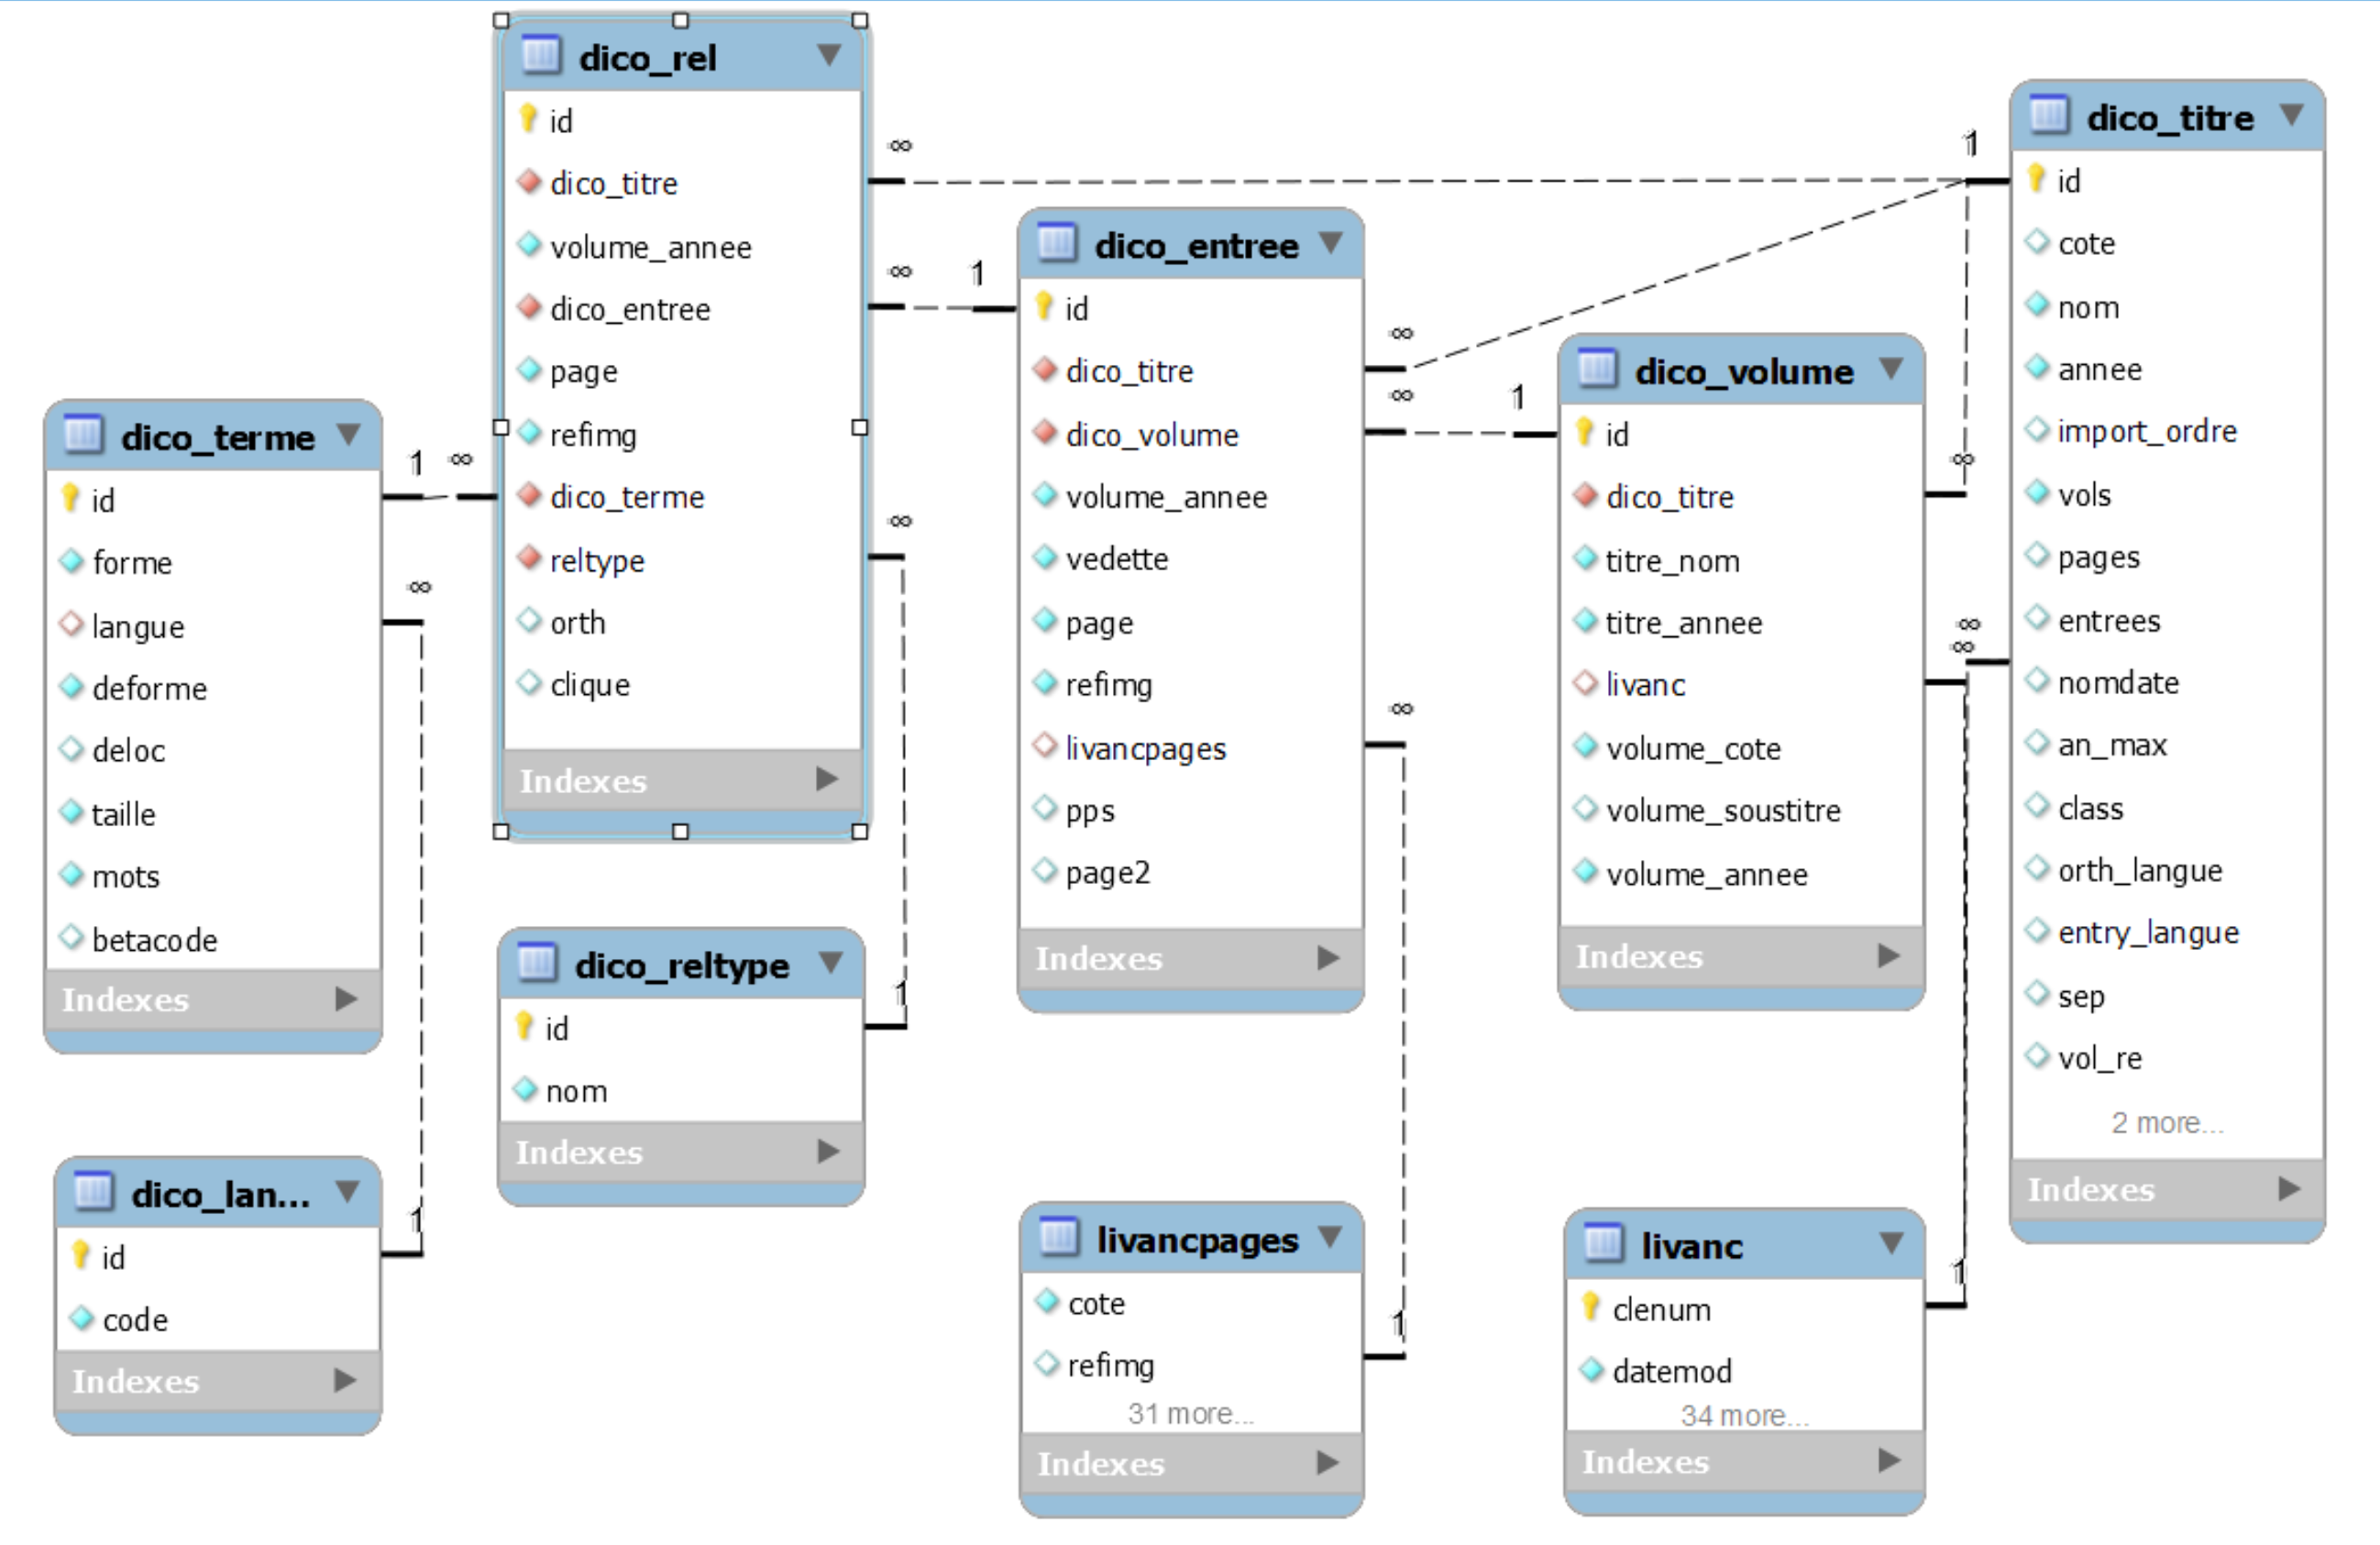 dico_rel
id
dico_titre
volume_annee
dico_entree
page
refimg
dico_terme
reltype
orth
clique
Indexes
∞
∞
∞
1
1
dico_titre
id
cote
nom
annee
import_ordre
vols
pages
entrees
nomdate
an_max
class
orth_langue
entry_langue
sep
vol_re
2 more...
Indexes
dico_entree
id
dico_titre
dico_volume
volume_annee
vedette
page
refimg
livancpages
pps
page2
Indexes
∞
∞
1
∞
dico_volume
id
dico_titre
titre_nom
titre_annee
livanc
volume_cote
volume_soustitre
volume_annee
Indexes
∞
∞
∞
1
dico_terme
id
forme
langue
deforme
deloc
taille
mots
betacode
Indexes
1 ∞
∞
1
dico_reltype
id
nom
Indexes
1
dico_lan...
id
code
Indexes
livancpages
cote
refimg
31 more...
Indexes
1
livanc
clenum
datemod
34 more...
Indexes